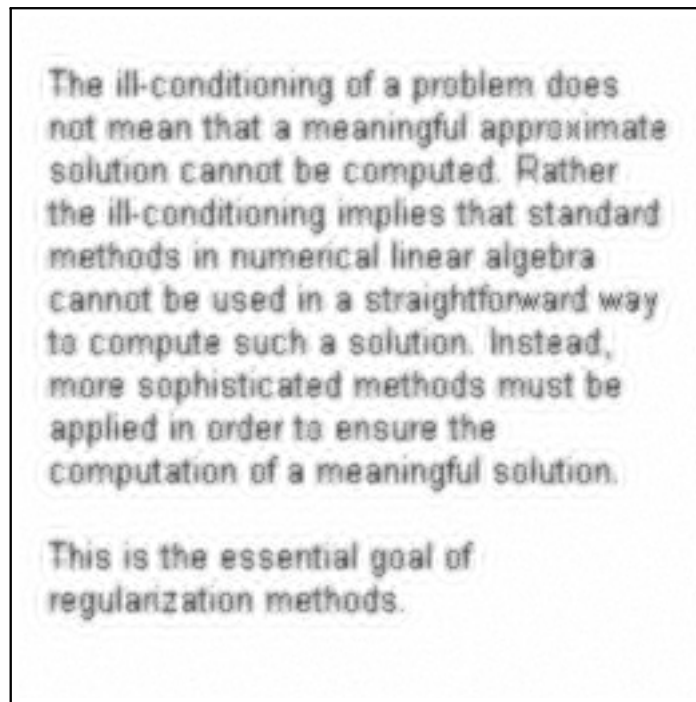 The ill-conditioning of a problem does
not mean that a meaningful approximate
solution cannot be computed. Rather
the ill-conditioning implies that standard
methods in numerical linear algebra
cannot be used in a straightforward way
to compute such a solution. Instead,
more sophisticated methods must be
applied in order to ensure the
computation of a meaningful solution.
This is the essential goal of
regularization methods.